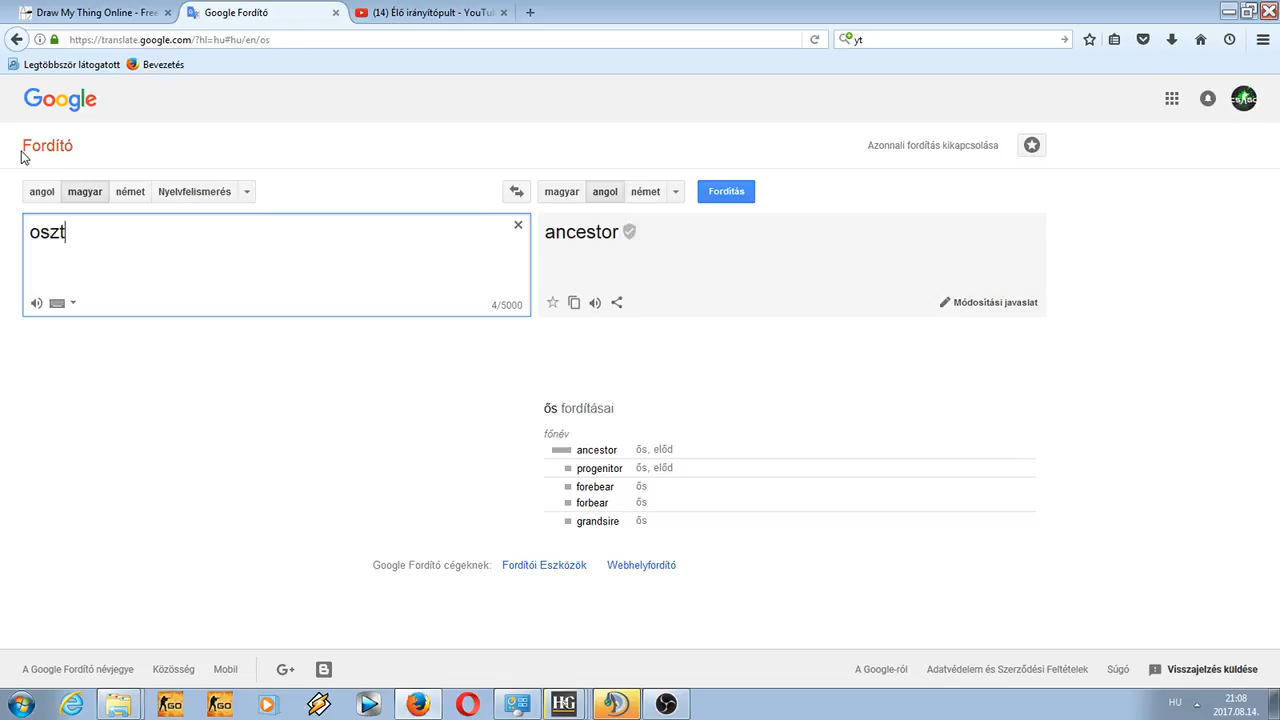 Draw My Thing Online - Free
Google Fordító
(14) Élő irányítópult - YouTu
https://translate.google.com/?hl=hu#hu/en/os
yt
Legtöbbször látogatott
Bevezetés
Google
Fordító
Azonnali fordítás kikapcsolása
angol
magyar
német
Nyelvfelismerés
magyar
angol
német
Fordítás
oszt
ancestor
4/5000
Módosítási javaslat
ős fordításai
főnév
ancestor ős, előd
progenitor ős, előd
forebear ős
forbear ős
grandsire ős
Google Fordító cégeknek: Fordítói Eszközök Webhelyfordító
A Google Fordító névjegye
Közösség
Mobil
A Google-ról
Adatvédelem és Szerződési Feltételek
Súgó
Visszajelzés küldése
HU
21:08
2017.08.14.